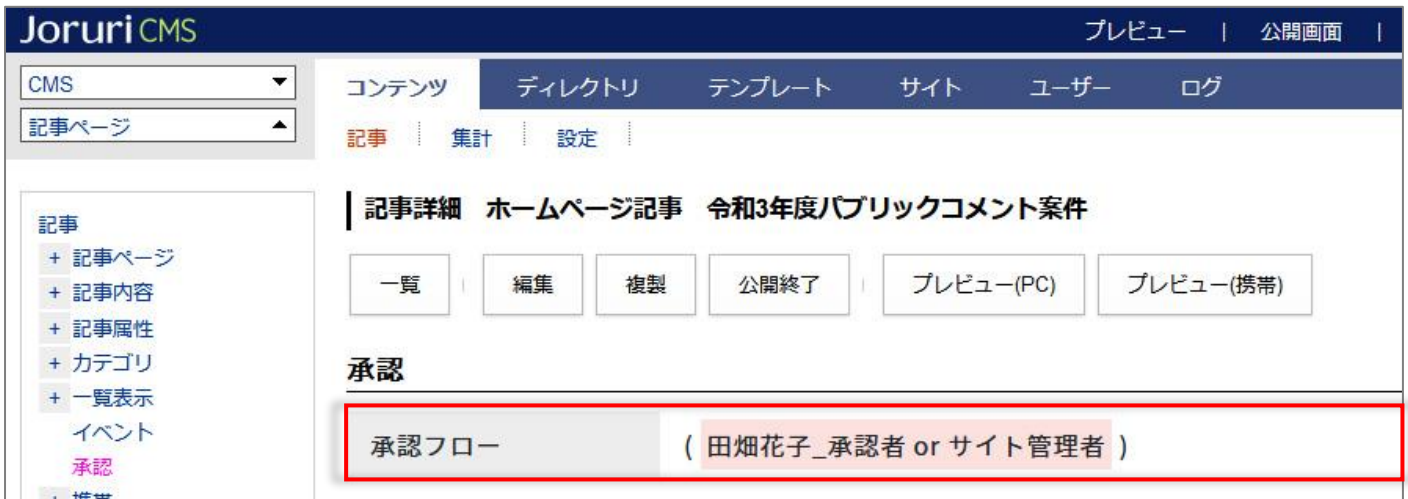 Joruri CMS
プレビュー | 公開画面 |
CMS
記事ページ
コンテンツ ディレクトリ テンプレート サイト ユーザー ログ
記事 集計 設定
記事詳細 ホームページ記事 令和3年度パブリックコメント案件
一覧 編集 複製 公開終了 プレビュー(PC) プレビュー(携帯)
記事
+ 記事ページ
+ 記事内容
+ 記事属性
+ カテゴリ
+ 一覧表示
イベント
承認
+ 携帯
承認
承認フロー ( 田畑花子_承認者 or サイト管理者 )